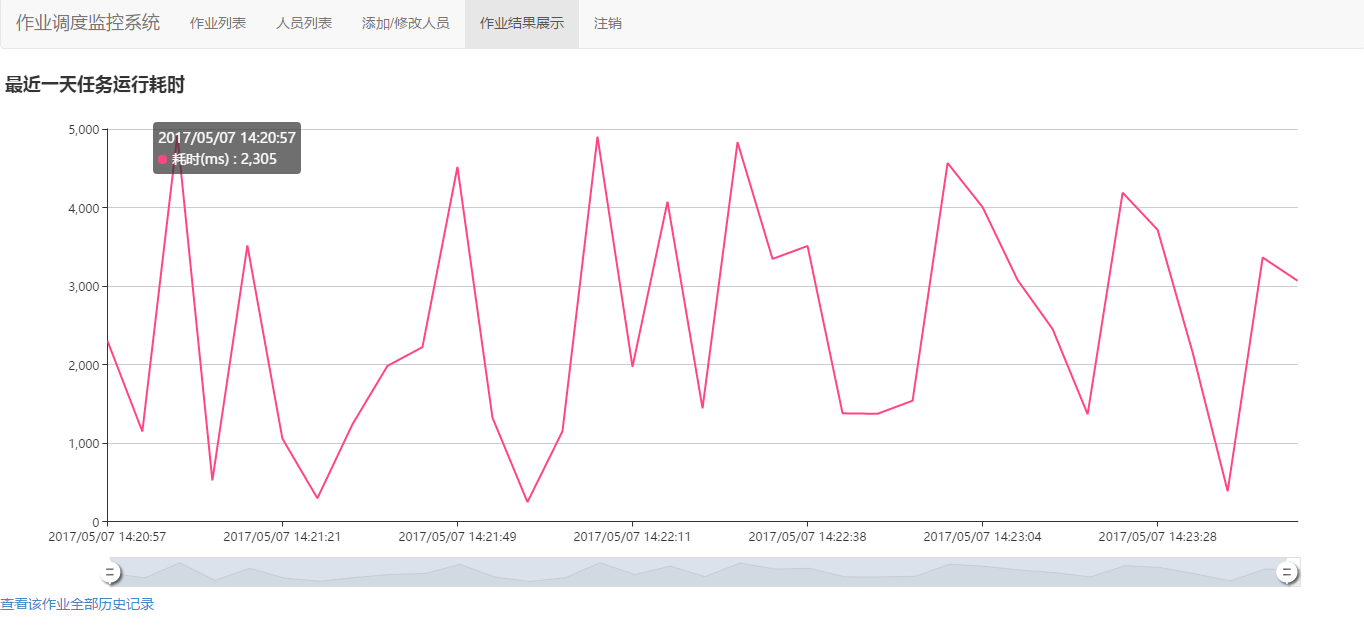 作业调度监控系统 作业列表 人员列表 添加/修改人员 作业结果展示 注销
最近一天任务运行耗时
5,000
2017/05/07 14:20:57
耗时(ms) : 2,305
4,000
3,000
2,000
1,000
0
2017/05/07 14:20:57 2017/05/07 14:21:21 2017/05/07 14:21:49 2017/05/07 14:22:11 2017/05/07 14:22:38 2017/05/07 14:23:04 2017/05/07 14:23:28
查看该作业全部历史记录